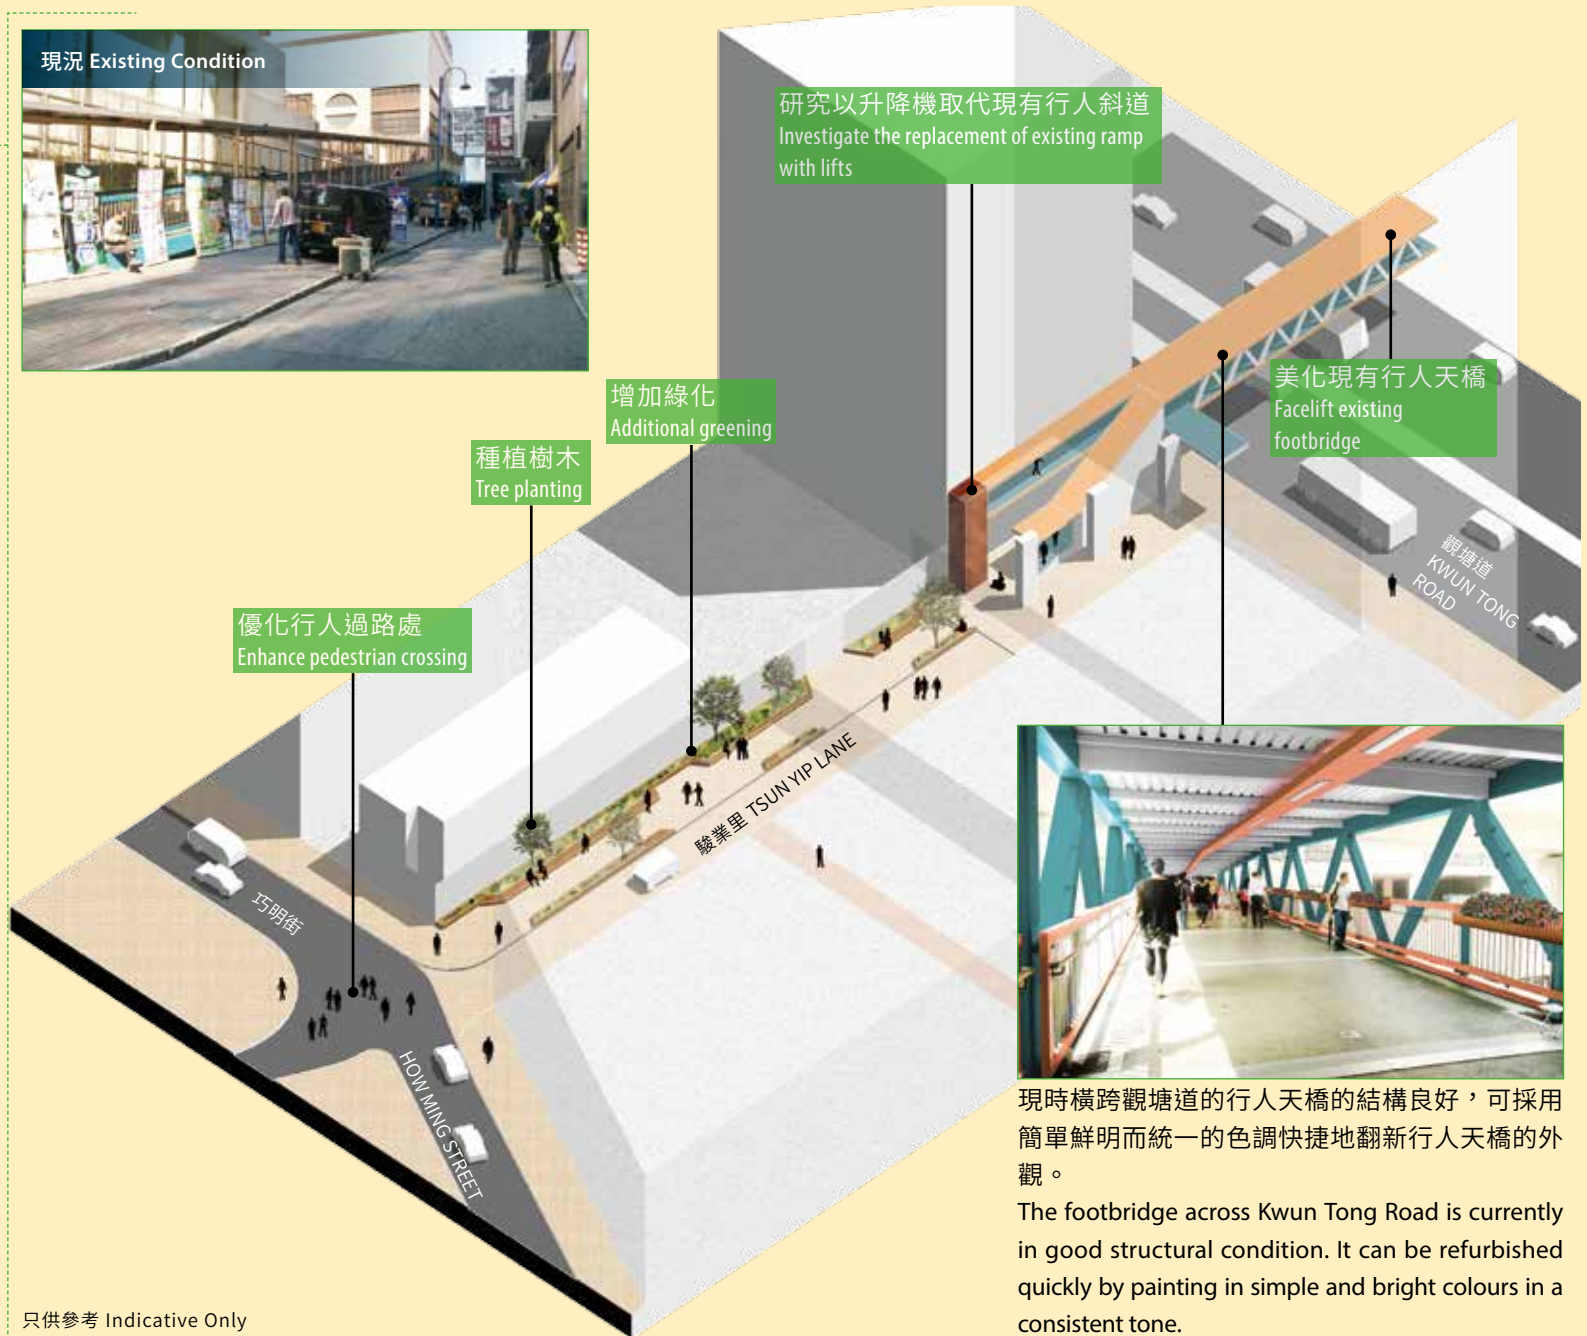 現況 Existing Condition
研究以升降機取代現有行人斜道
Investigate the replacement of existing ramp
with lifts
美化現有行人天橋
Facelift existing
footbridge
增加綠化
Additional greening
種植樹木
Tree planting
優化行人過路處
Enhance pedestrian crossing
觀塘道
KWUN TONG
ROAD
駿業里 TSUN YIP LANE
巧明街
HOW MING STREET
現時橫跨觀塘道的行人天橋的結構良好，可採用
簡單鮮明而統一的色調快捷地翻新行人天橋的外
觀。
The footbridge across Kwun Tong Road is currently
in good structural condition. It can be refurbished
quickly by painting in simple and bright colours in a
consistent tone.
只供參考 Indicative Only